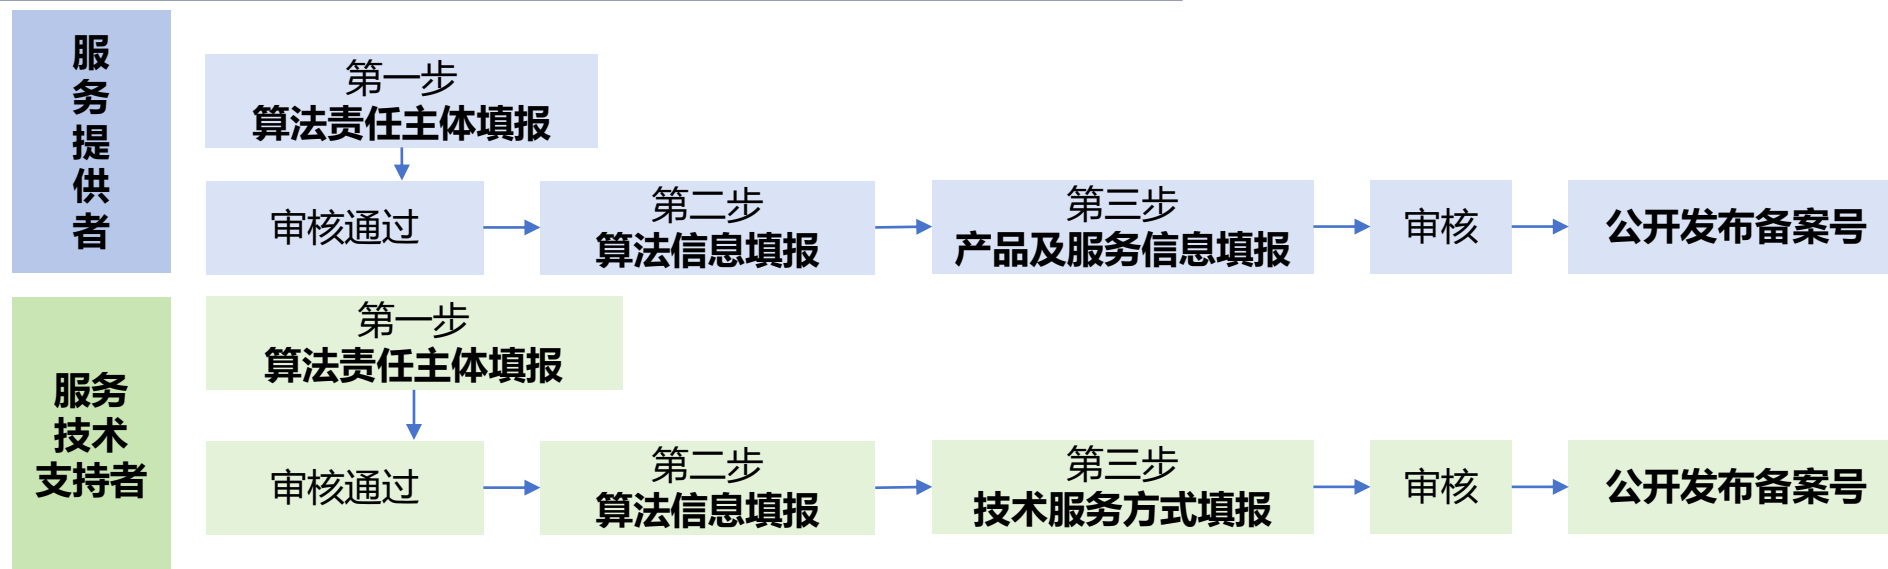 服
务
提
供
者
第一步
算法责任主体填报
审核通过
第二步
算法信息填报
第三步
产品及服务信息填报
审核
公开发布备案号
服务
技术
支持者
第一步
算法责任主体填报
审核通过
第二步
算法信息填报
第三步
技术服务方式填报
审核
公开发布备案号